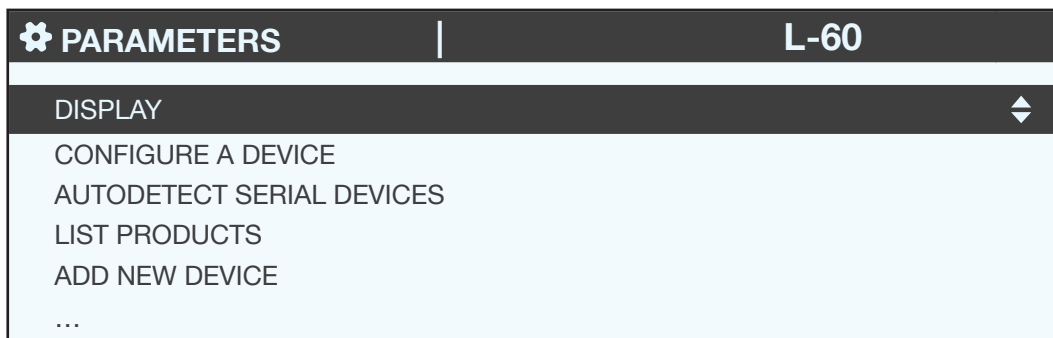 PARAMETERS | L-60
DISPLAY
CONFIGURE A DEVICE
AUTODETECT SERIAL DEVICES
LIST PRODUCTS
ADD NEW DEVICE
...